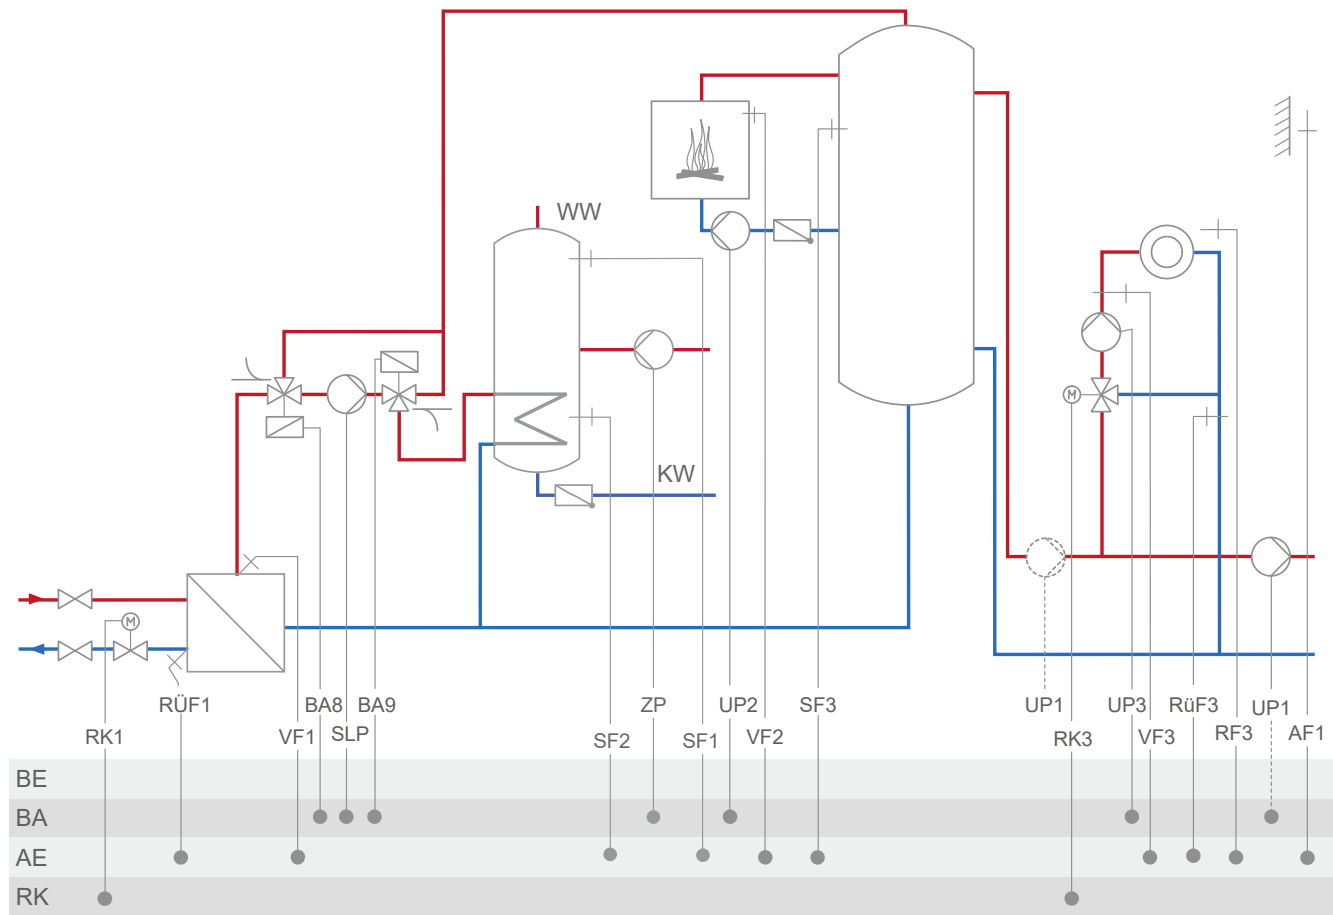 WW
KW
M
M
RÜF1
BA8
BA9
ZP
UP2
SF3
UP1
UP3
RüF3
UP1
RK1
VF1
SLP
SF2
SF1
VF2
RK3
VF3
RF3
AF1
BE
BA
AE
RK